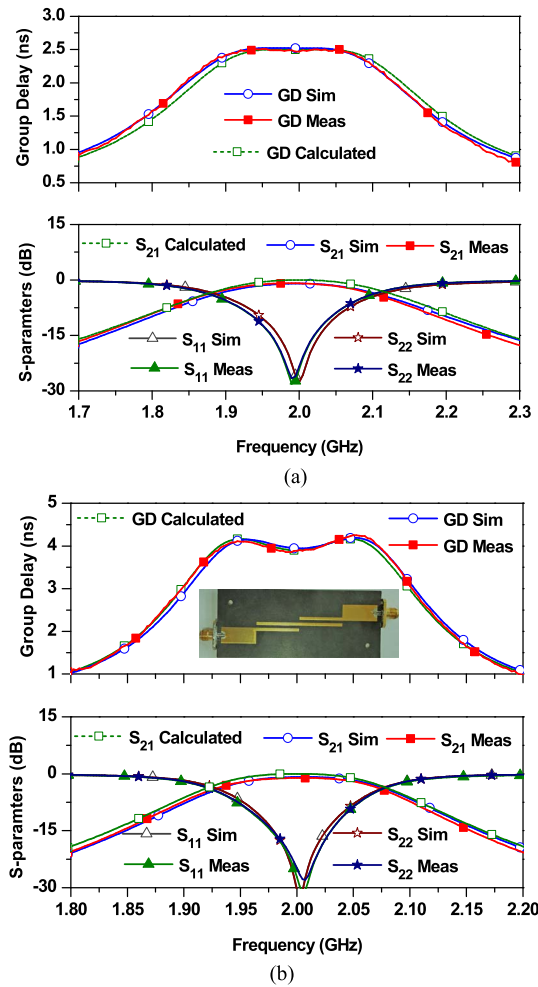 3.0
2.5
2.0
1.5
1.0
0.5
Group Delay (ns)
GD Sim
GD Meas
GD Calculated
15
0
-15
-30
S-paramters (dB)
S21 Calculated
S21 Sim
S21 Meas
S11 Sim
S22 Sim
S11 Meas
S22 Meas
1.7 1.8 1.9 2.0 2.1 2.2 2.3
Frequency (GHz)
(a)
5
4
3
2
1
Group Delay (ns)
GD Calculated
GD Sim
GD Meas
15
0
-15
-30
S-paramters (dB)
S21 Calculated
S21 Sim
S21 Meas
S11 Sim
S22 Sim
S11 Meas
S22 Meas
1.80 1.85 1.90 1.95 2.00 2.05 2.10 2.15 2.20
Frequency (GHz)
(b)